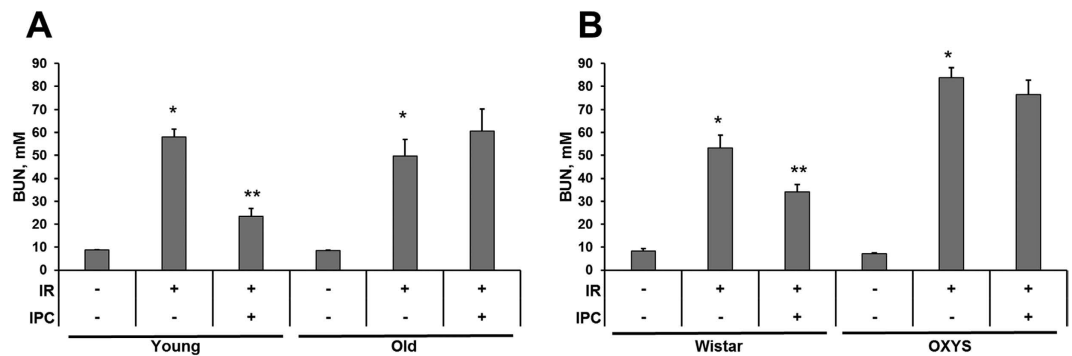 A
BUN, mM
90
80
70
60
50
40
30
20
10
0
*
**
*
IR - + + - + +
IPC - - + - - +
Young Old
B
BUN, mM
90
80
70
60
50
40
30
20
10
0
*
**
*
IR - + + - + +
IPC - - + - - +
Wistar OXYS